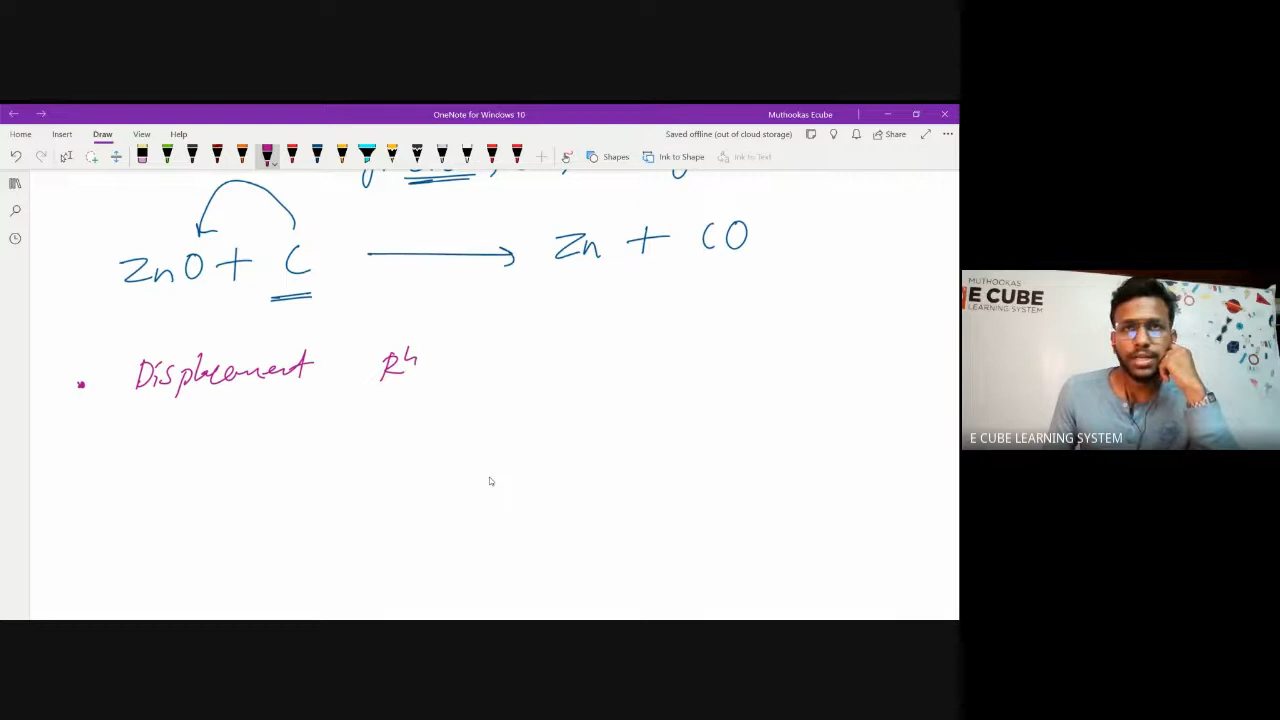 OneNote for Windows 10
Muthookas Ecube
Home Insert Draw View Help
Saved offline (out of cloud storage)
Share
Shapes
Ink to Shape
Ink to Text
ZnO + C → Zn + CO
Displacement
MUTHOOKAS
E CUBE
LEARNING SYSTEM
E CUBE LEARNING SYSTEM